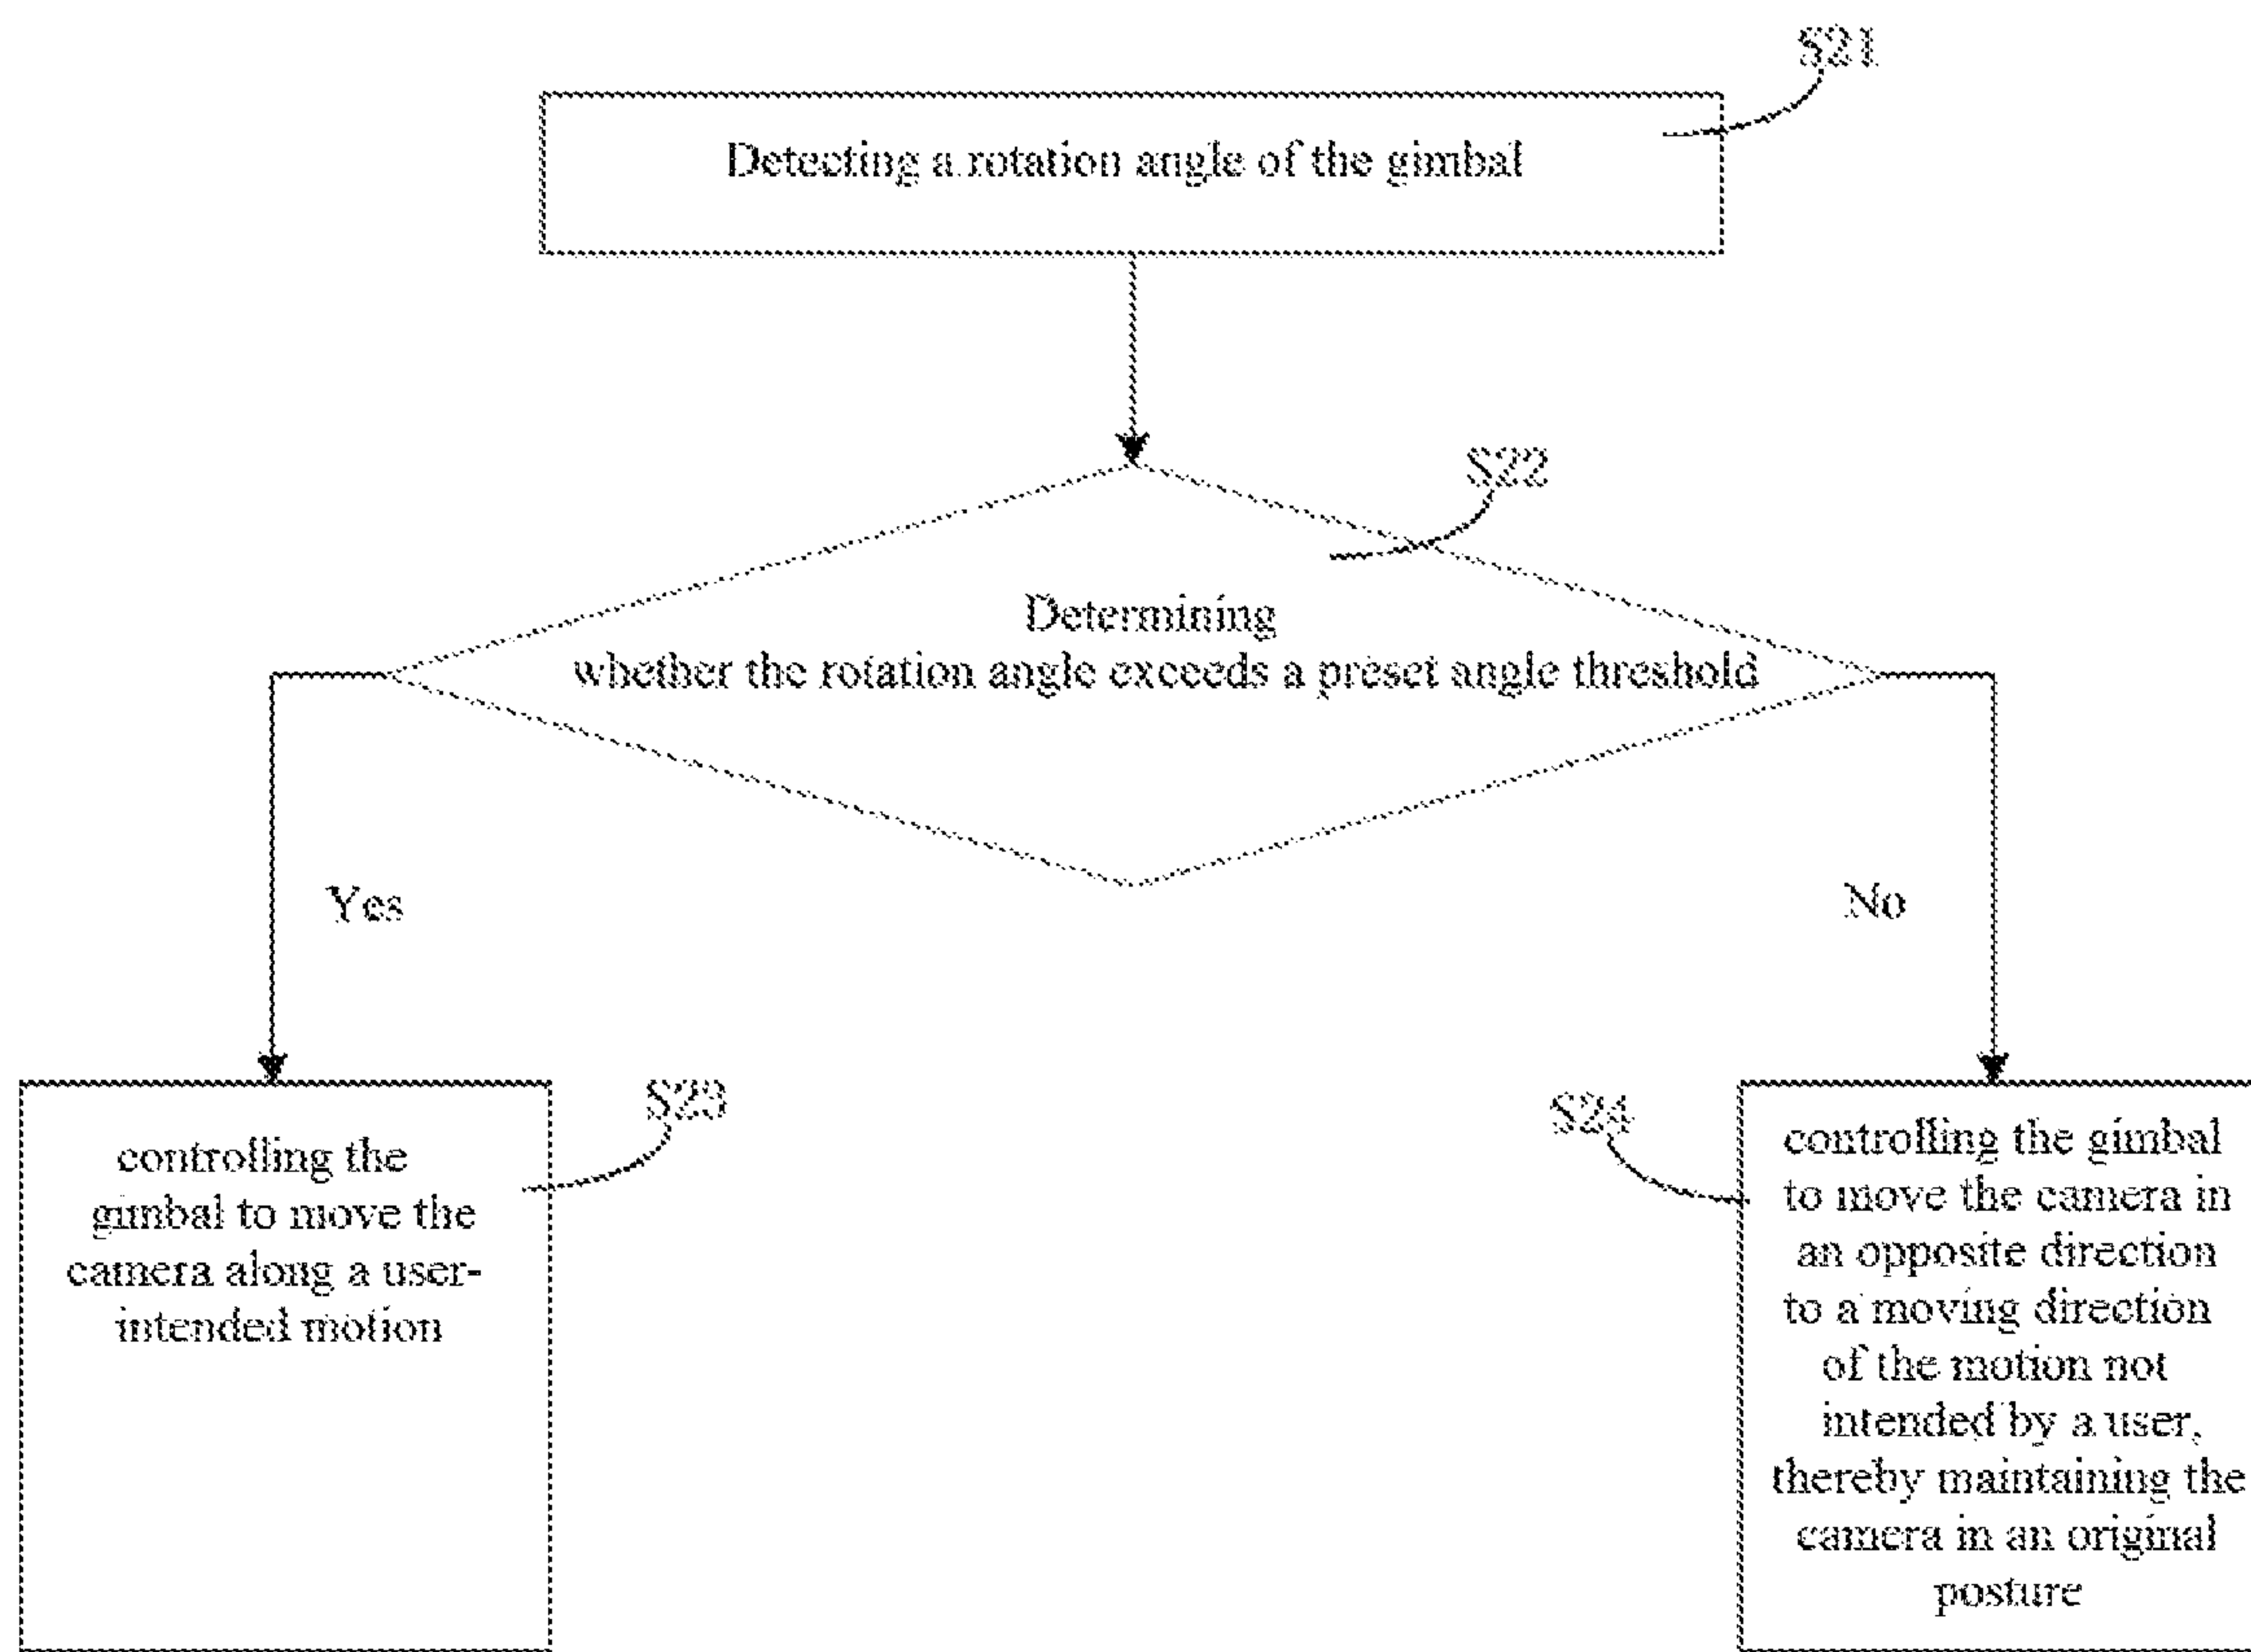 S21
Detecting a rotation angle of the gimbal
S22
Determining
whether the rotation angle exceeds a preset angle threshold
Yes
No
S23
controlling the
gimbal to move the
camera along a user-
intended motion
S24
controlling the gimbal
to move the camera in
an opposite direction
to a moving direction
of the motion not
intended by a user,
thereby maintaining the
camera in an original
posture